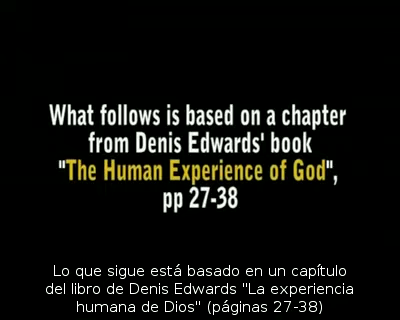 What follows is based on a chapter
from Denis Edwards' book
"The Human Experience of God",
pp 27-38
Lo que sigue está basado en un capítulo
del libro de Denis Edwards "La experiencia
humana de Dios" (páginas 27-38)